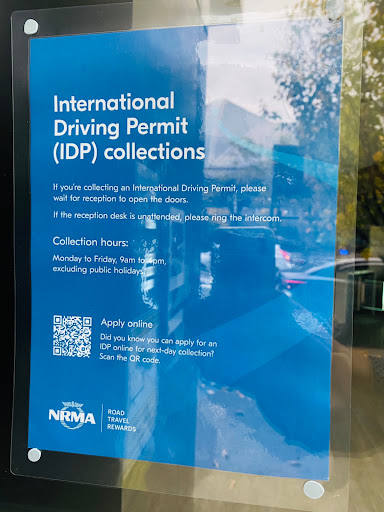 International
Driving Permit
(IDP) collections
If you're collecting an International Driving Permit, please
wait for reception to open the doors.
If the reception desk is unattended, please ring the intercom.
Collection hours:
Monday to Friday, 9am to 4pm,
excluding public holidays.
Apply online
Did you know you can apply for an
IDP online for next-day collection?
Scan the QR code.
NRMA
ROAD
TRAVEL
REWARDS